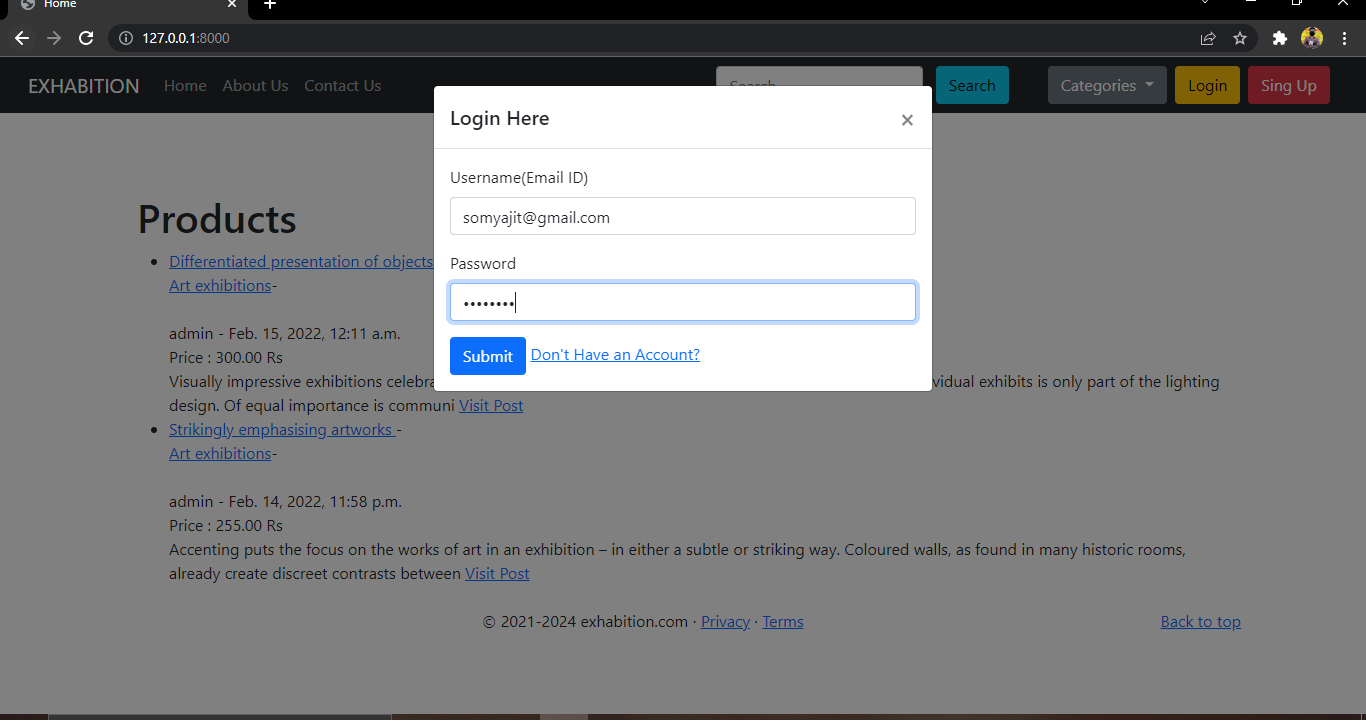 Home
127.0.0.1:8000
EXHABITION Home About Us Contact Us Search Search Categories Login Sing Up
Login Here ×
Username(Email ID)
somyajit@gmail.com
Password
••••••••
Submit Don't Have an Account?
Products
Differentiated presentation of objects
Art exhibitions-
admin - Feb. 15, 2022, 12:11 a.m.
Price : 300.00 Rs
Visually impressive exhibitions vidual exhibits is only part of the lighting
design. Of equal importance is communi Visit Post
Strikingly emphasising artworks -
Art exhibitions-
admin - Feb. 14, 2022, 11:58 p.m.
Price : 255.00 Rs
Accenting puts the focus on the works of art in an exhibition – in either a subtle or striking way. Coloured walls, as found in many historic rooms,
already create discreet contrasts between Visit Post
© 2021-2024 exhabition.com · Privacy · Terms Back to top